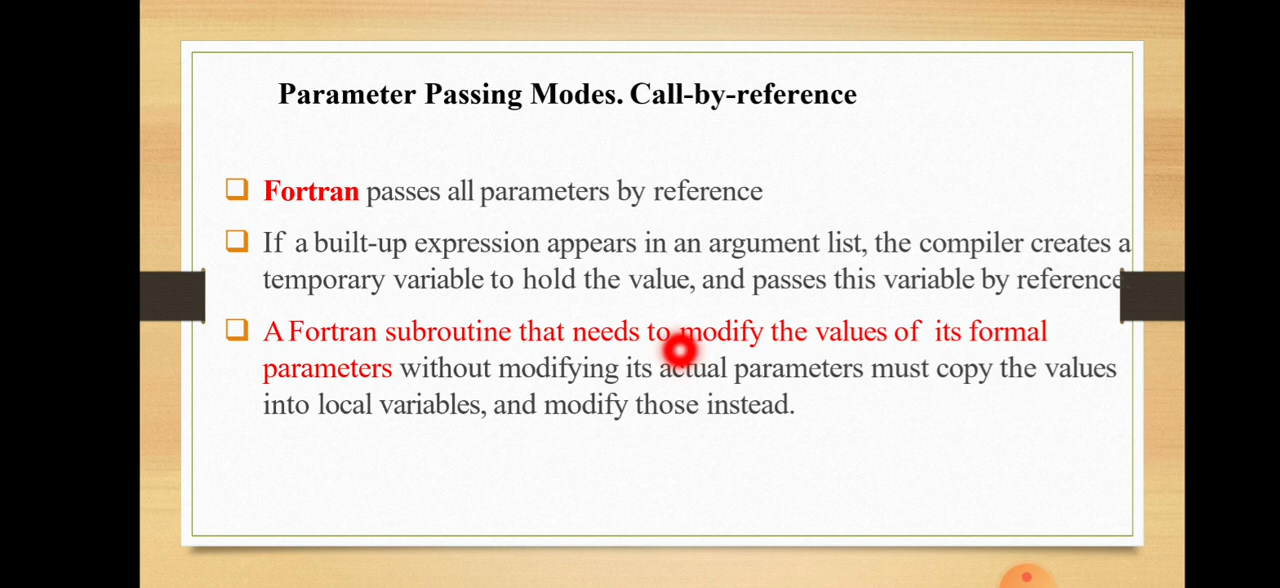 Parameter Passing Modes. Call-by-reference
Fortran passes all parameters by reference
If a built-up expression appears in an argument list, the compiler creates a
temporary variable to hold the value, and passes this variable by reference.
A Fortran subroutine that needs to modify the values of its formal
parameters without modifying its actual parameters must copy the values
into local variables, and modify those instead.